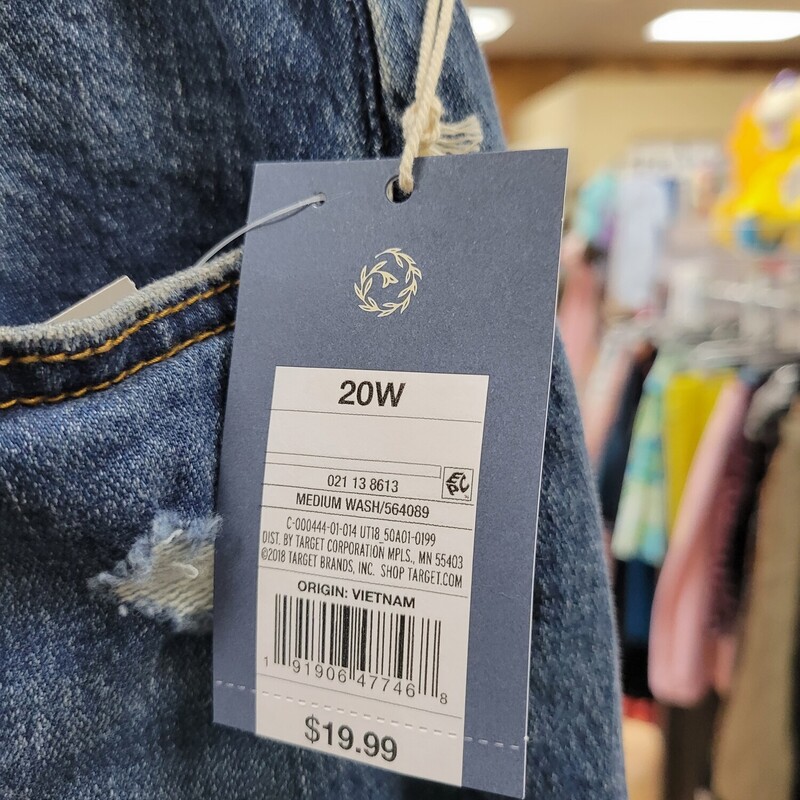 20W
021 13 8613
EPC
MEDIUM WASH/564089
C-000444-01-014 UT18_50A01-0199
DIST. BY TARGET CORPORATION MPLS., MN 55403
©2018 TARGET BRANDS, INC. SHOP TARGET.COM
ORIGIN: VIETNAM
1 91906 47746 8
$19.99